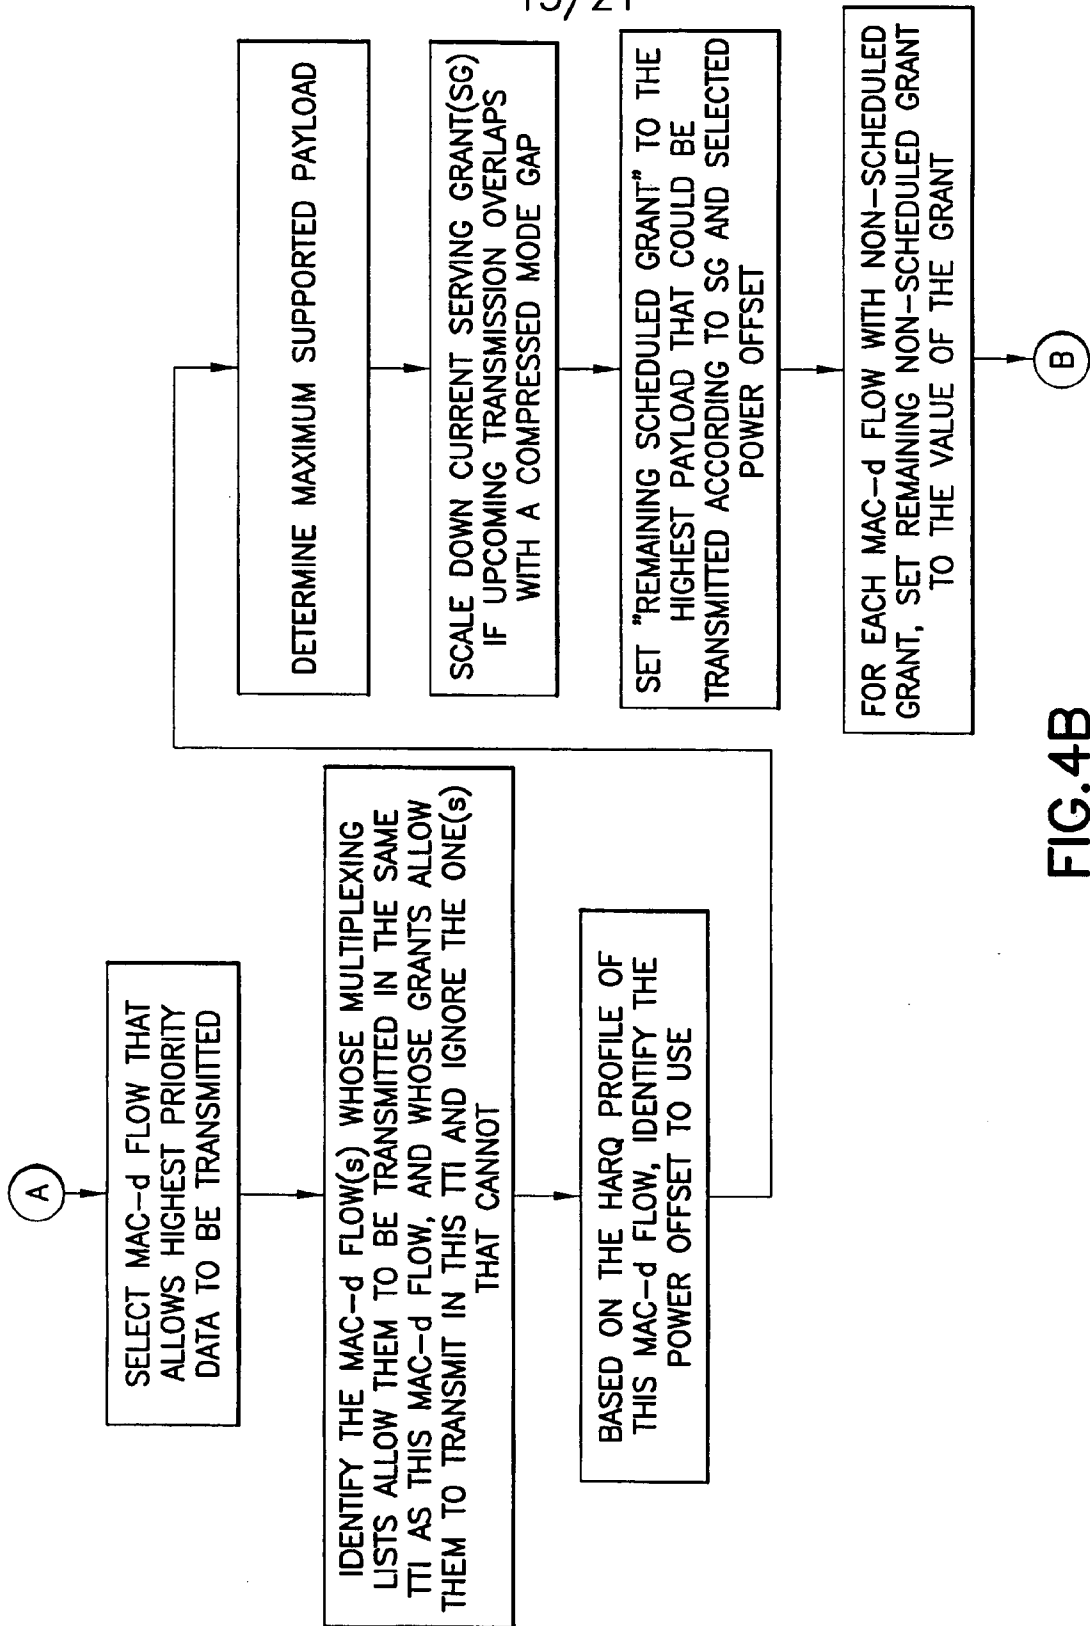 15/21
A
SELECT MAC-d FLOW THAT
ALLOWS HIGHEST PRIORITY
DATA TO BE TRANSMITTED
IDENTIFY THE MAC-d FLOW(s) WHOSE MULTIPLEXING
LISTS ALLOW THEM TO BE TRANSMITTED IN THE SAME
TTI AS THIS MAC-d FLOW, AND WHOSE GRANTS ALLOW
THEM TO TRANSMIT IN THIS TTI AND IGNORE THE ONE(s)
THAT CANNOT
BASED ON THE HARQ PROFILE OF
THIS MAC-d FLOW, IDENTIFY THE
POWER OFFSET TO USE
DETERMINE MAXIMUM SUPPORTED PAYLOAD
SCALE DOWN CURRENT SERVING GRANT(SG)
IF UPCOMING TRANSMISSION OVERLAPS
WITH A COMPRESSED MODE GAP
SET "REMAINING SCHEDULED GRANT" TO THE
HIGHEST PAYLOAD THAT COULD BE
TRANSMITTED ACCORDING TO SG AND SELECTED
POWER OFFSET
FOR EACH MAC-d FLOW WITH NON-SCHEDULED
GRANT, SET REMAINING NON-SCHEDULED GRANT
TO THE VALUE OF THE GRANT
B
FIG.4B